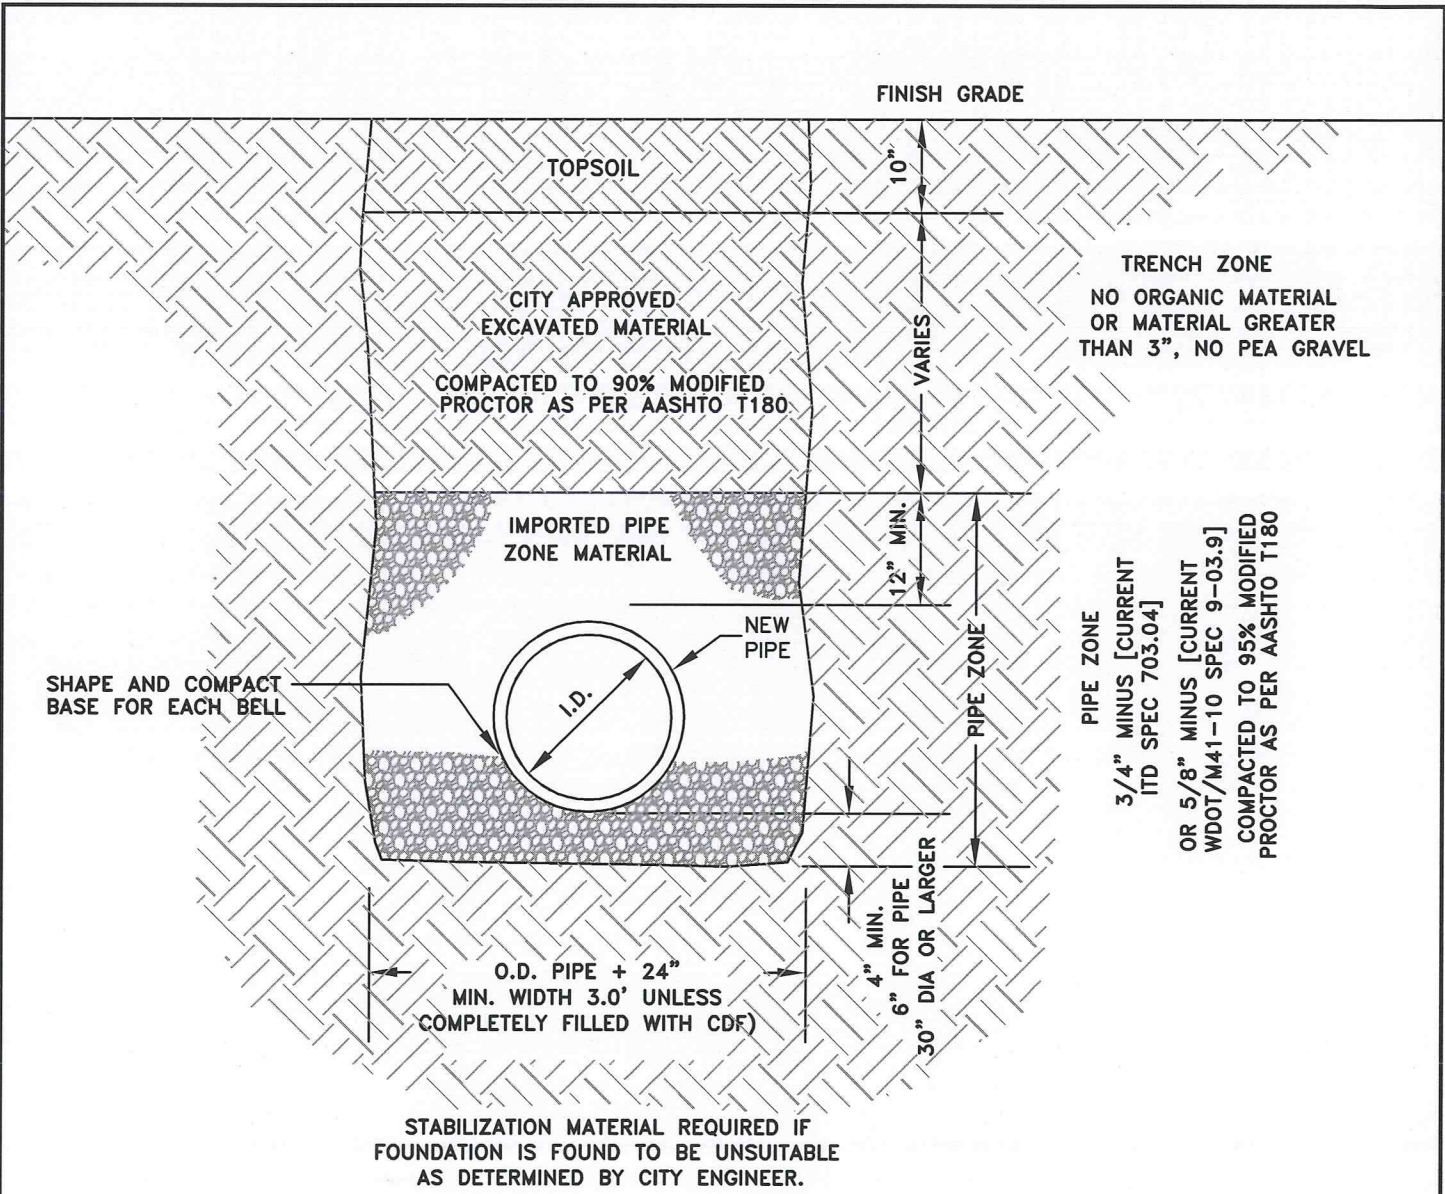 FINISH GRADE
TOPSOIL
10"
CITY APPROVED
EXCAVATED MATERIAL
COMPACTED TO 90% MODIFIED
PROCTOR AS PER AASHTO T180
VARIES
TRENCH ZONE
NO ORGANIC MATERIAL
OR MATERIAL GREATER
THAN 3", NO PEA GRAVEL
IMPORTED PIPE
ZONE MATERIAL
12" MIN.
NEW
PIPE
I.D.
SHAPE AND COMPACT
BASE FOR EACH BELL
PIPE ZONE
PIPE ZONE
3/4" MINUS [CURRENT
ITD SPEC 703.04]
OR 5/8" MINUS [CURRENT
WDOT/M41-10 SPEC 9-03.9]
COMPACTED TO 95% MODIFIED
PROCTOR AS PER AASHTO T180
4" MIN.
6" FOR PIPE
30" DIA OR LARGER
O.D. PIPE + 24"
MIN. WIDTH 3.0' UNLESS
COMPLETELY FILLED WITH CDF)
STABILIZATION MATERIAL REQUIRED IF
FOUNDATION IS FOUND TO BE UNSUITABLE
AS DETERMINED BY CITY ENGINEER.